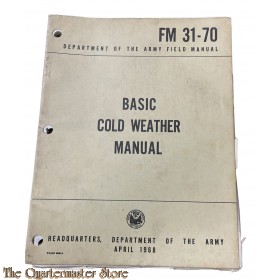 FM 31-70
DEPARTMENT OF THE ARMY FIELD MANUAL
BASIC
COLD WEATHER
MANUAL
HEADQUARTERS, DEPARTMENT OF THE ARMY
APRIL 1968
The Quartermaster Store